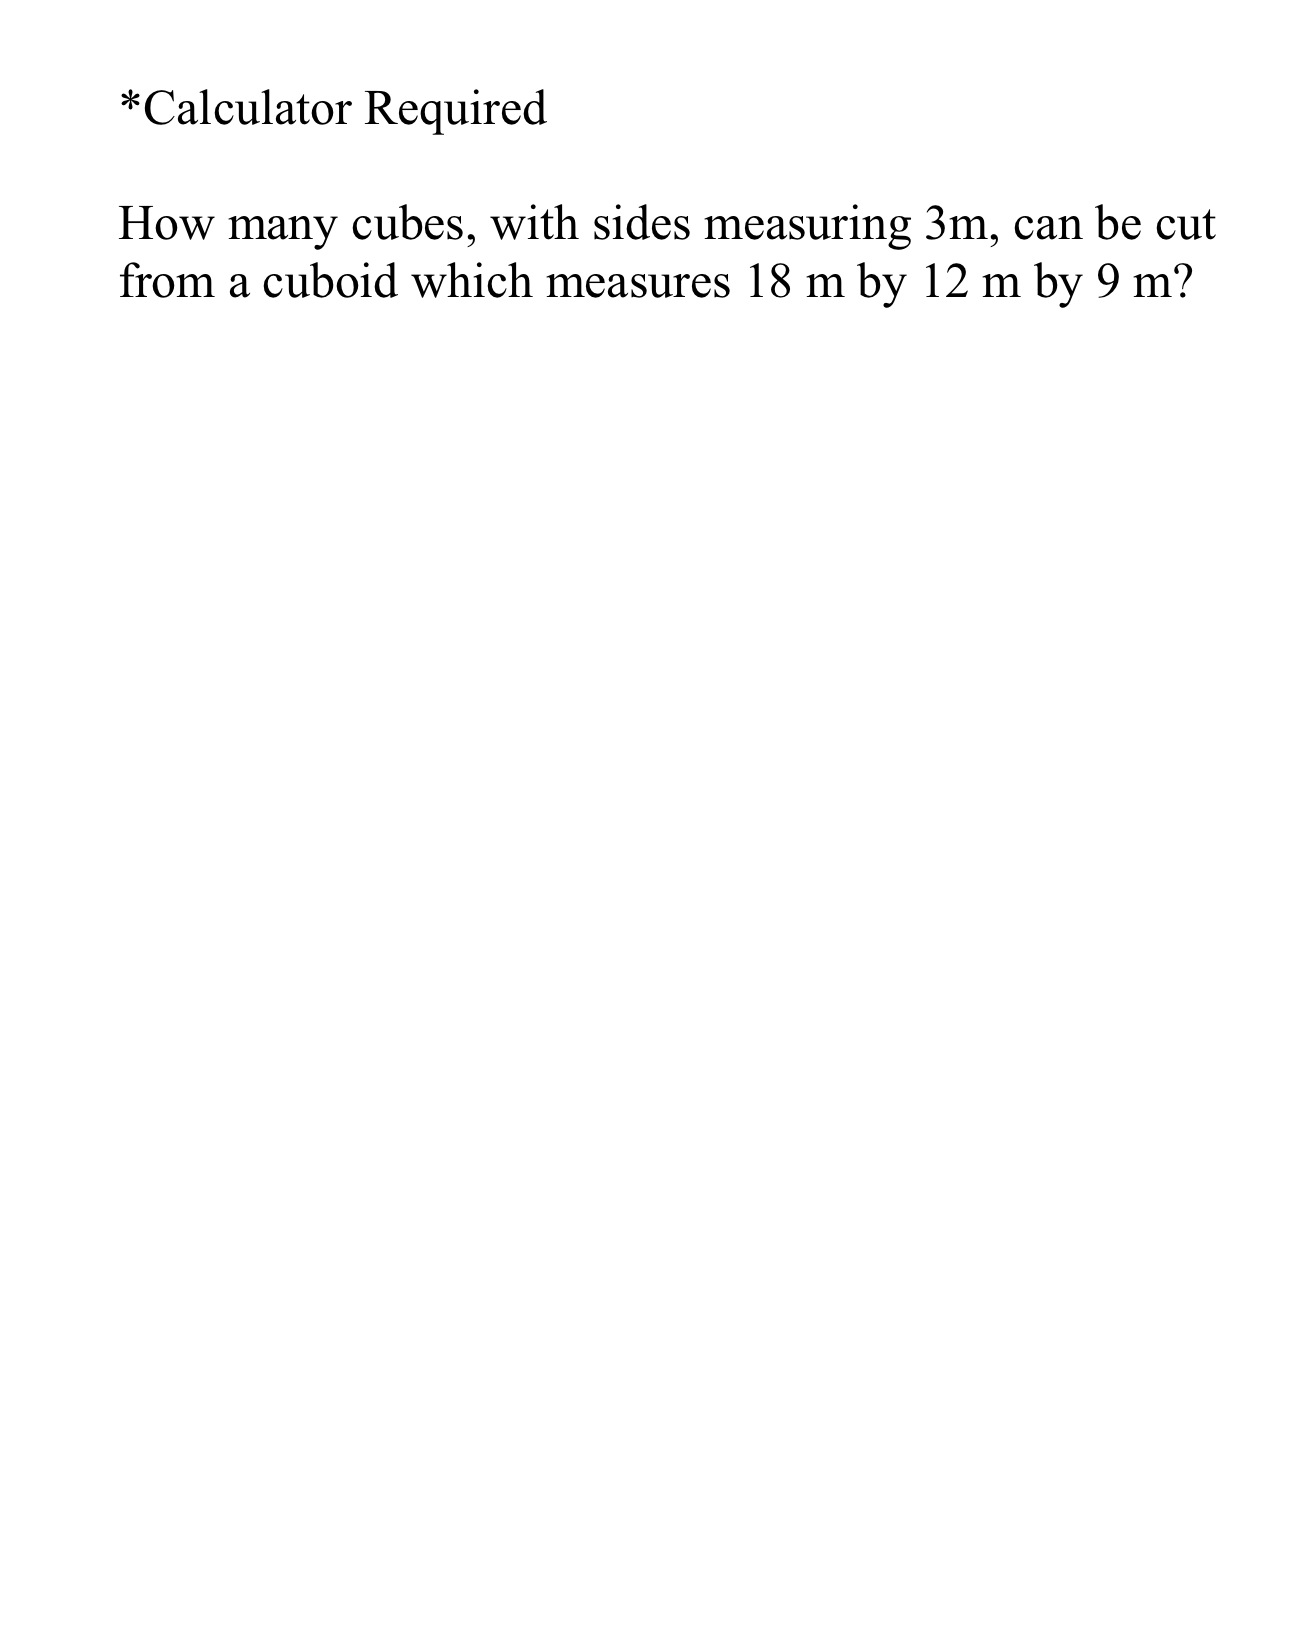 *Calculator Required
How many cubes, with sides measuring 3m, can be cut
from a cuboid which measures 18 m by 12 m by 9 m?